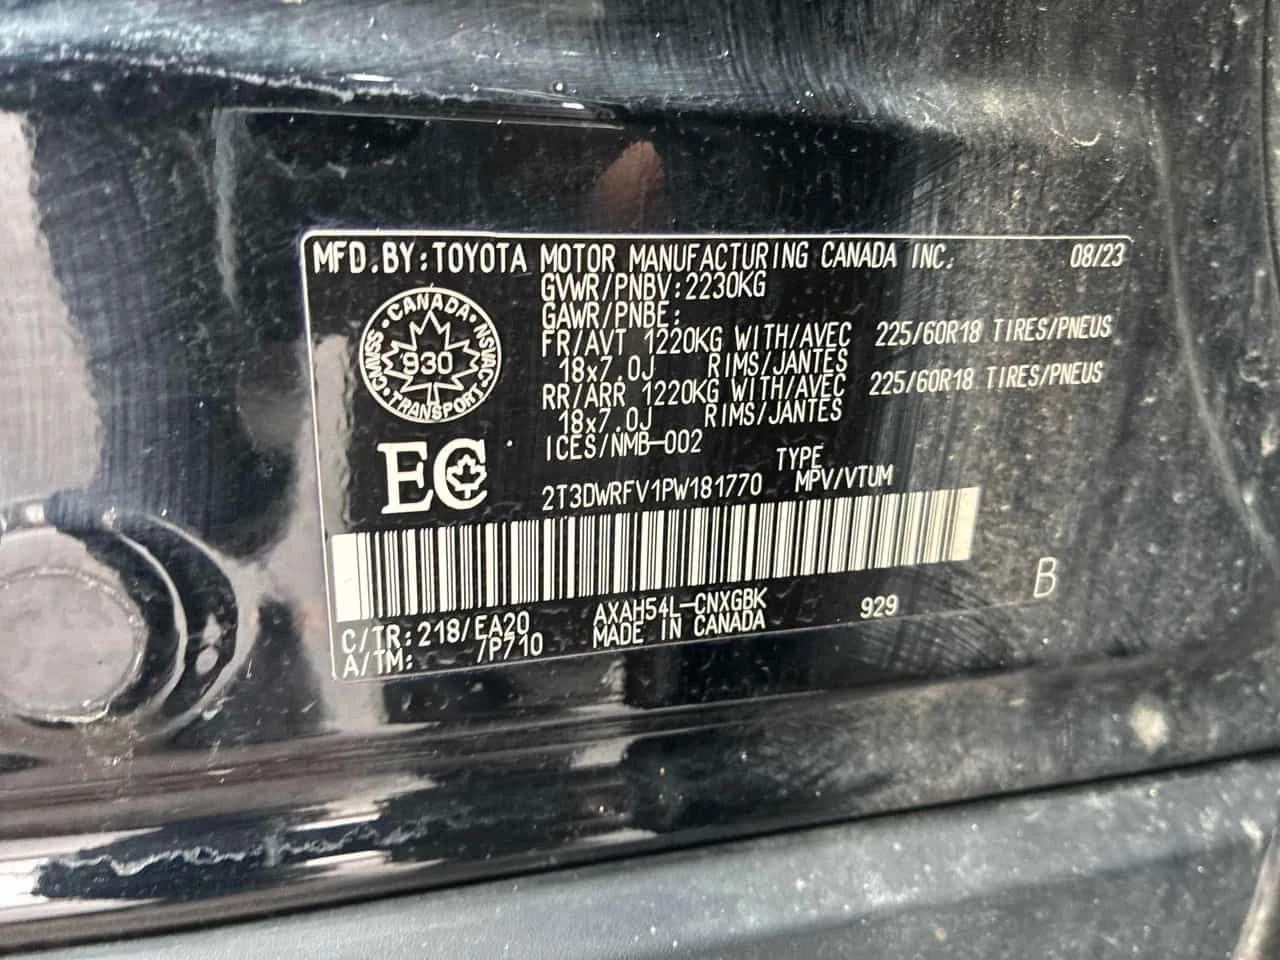 MFD.BY:TOYOTA MOTOR MANUFACTURING CANADA INC. 08/23
GVWR/PNBV:2230KG
GAWR/PNBE:
FR/AVT 1220KG WITH/AVEC 225/60R18 TIRES/PNEUS
18x7.0J RIMS/JANTES
RR/ARR 1220KG WITH/AVEC 225/60R18 TIRES/PNEUS
18x7.0J RIMS/JANTES
ICES/NMB-002
CANADA
NSVAC
TRANSPORT
CMVSS
930
EC
TYPE
2T3DWRFV1PW181770 MPV/VTUM
B
C/TR:218/EA20 AXAH54L-CNXGBK 929
A/TM: /P710 MADE IN CANADA